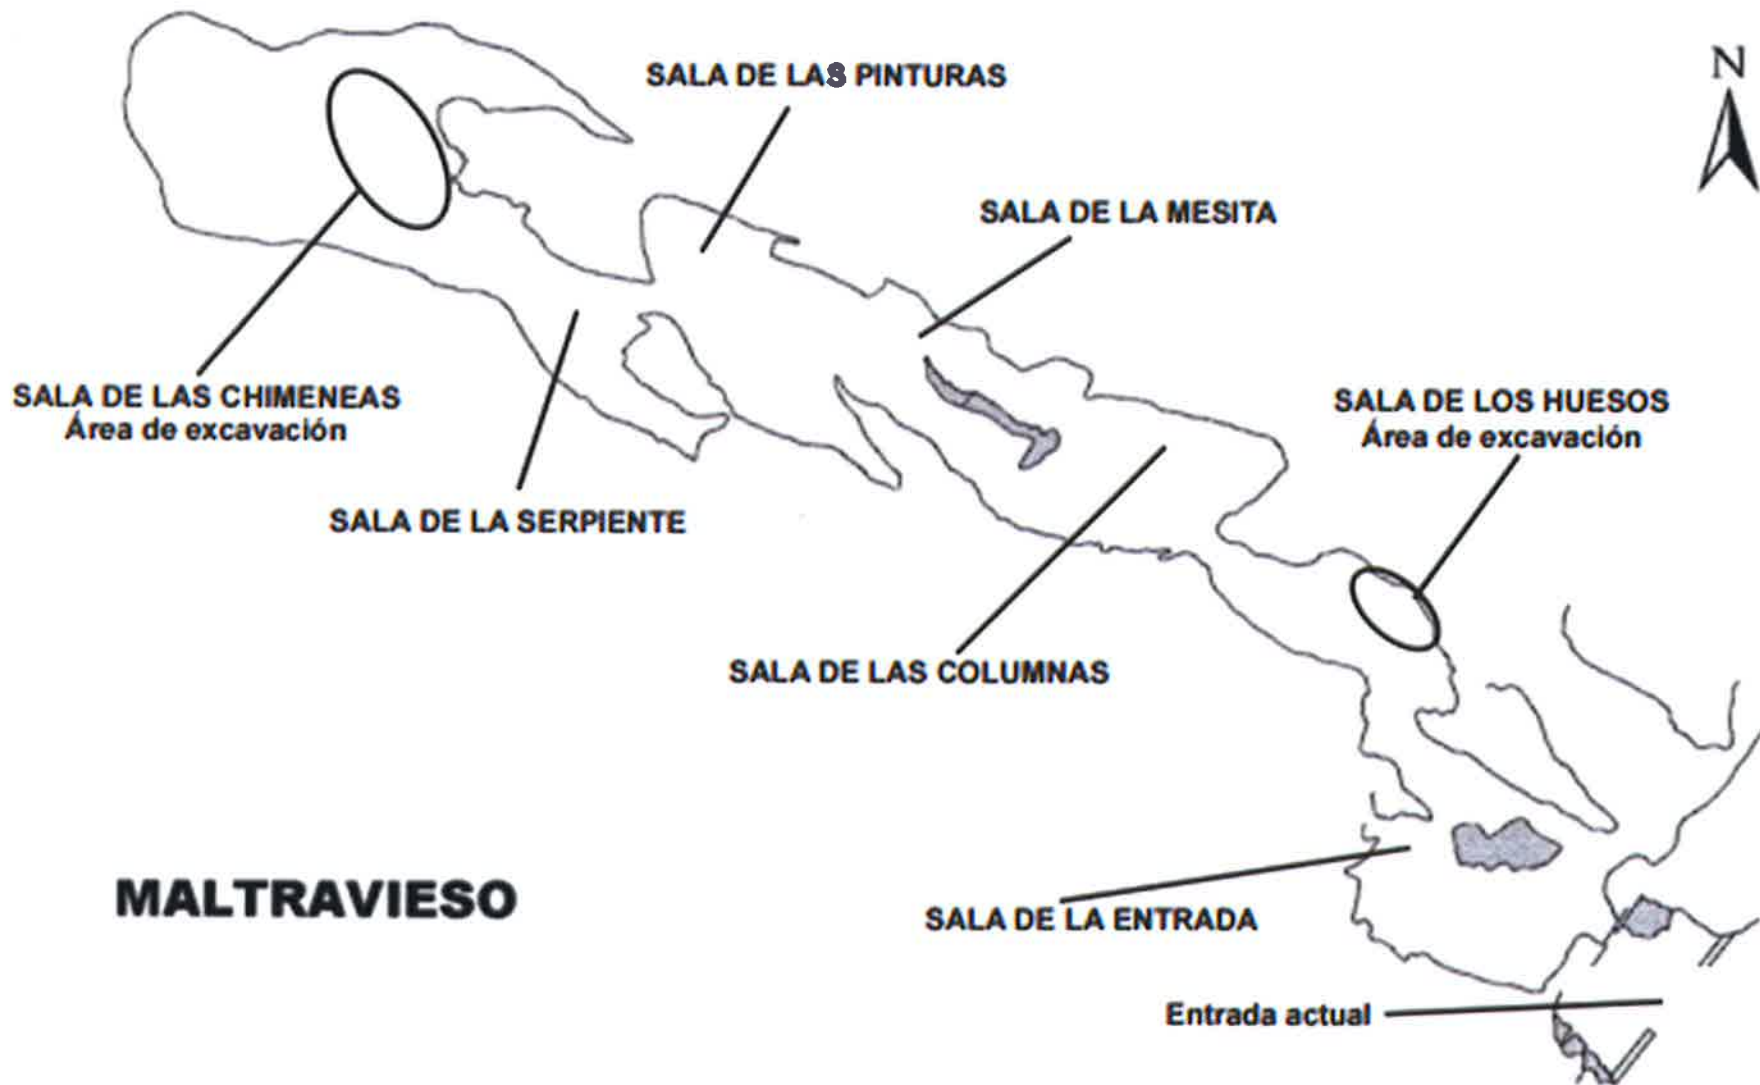 N
SALA DE LAS PINTURAS
SALA DE LA MESITA
SALA DE LAS CHIMENEAS
Área de excavación
SALA DE LOS HUESOS
Área de excavación
SALA DE LA SERPIENTE
SALA DE LAS COLUMNAS
MALTRAVIESO
SALA DE LA ENTRADA
Entrada actual